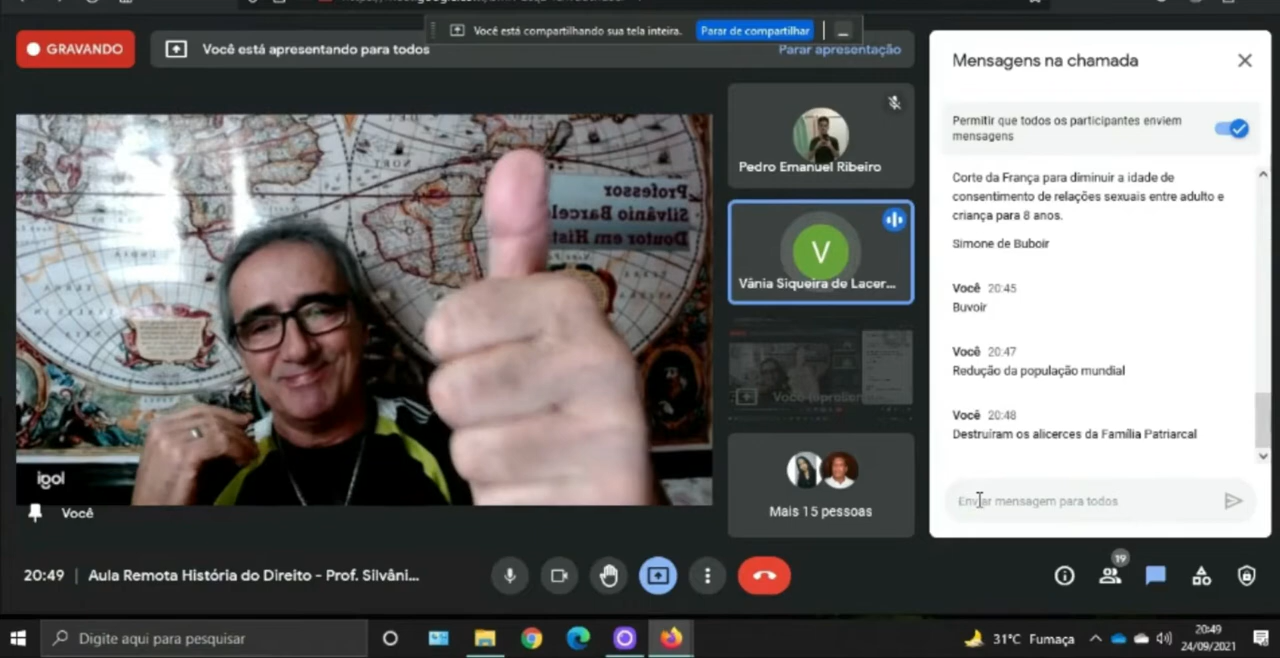 Você está compartilhando sua tela inteira.
Parar de compartilhar
GRAVANDO
Você está apresentando para todos
Parar apresentação
Mensagens na chamada
Permitir que todos os participantes enviem
mensagens
Corte da França para diminuir a idade de
consentimento de relações sexuais entre adulto e
criança para 8 anos.
Simone de Buboir
Você 20:45
Buvoir
Você 20:47
Redução da população mundial
Você 20:48
Destruíram os alicerces da Família Patriarcal
Enviar mensagem para todos
Professor
Silvânio Barcel
Doutor em Hist
igol
Você
Pedro Emanuel Ribeiro
V
Vânia Siqueira de Lacer...
Mais 15 pessoas
20:49 | Aula Remota História do Direito - Prof. Silvâni...
19
Digite aqui para pesquisar
31°C Fumaça
20:49
24/09/2021